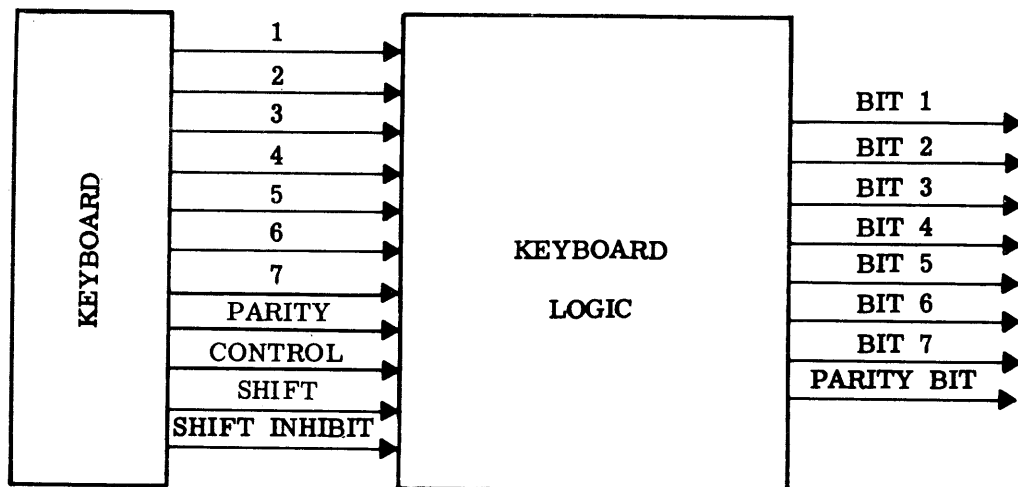 KEYBOARD
1
2
3
4
5
6
7
PARITY
CONTROL
SHIFT
SHIFT INHIBIT
KEYBOARD
LOGIC
BIT 1
BIT 2
BIT 3
BIT 4
BIT 5
BIT 6
BIT 7
PARITY BIT